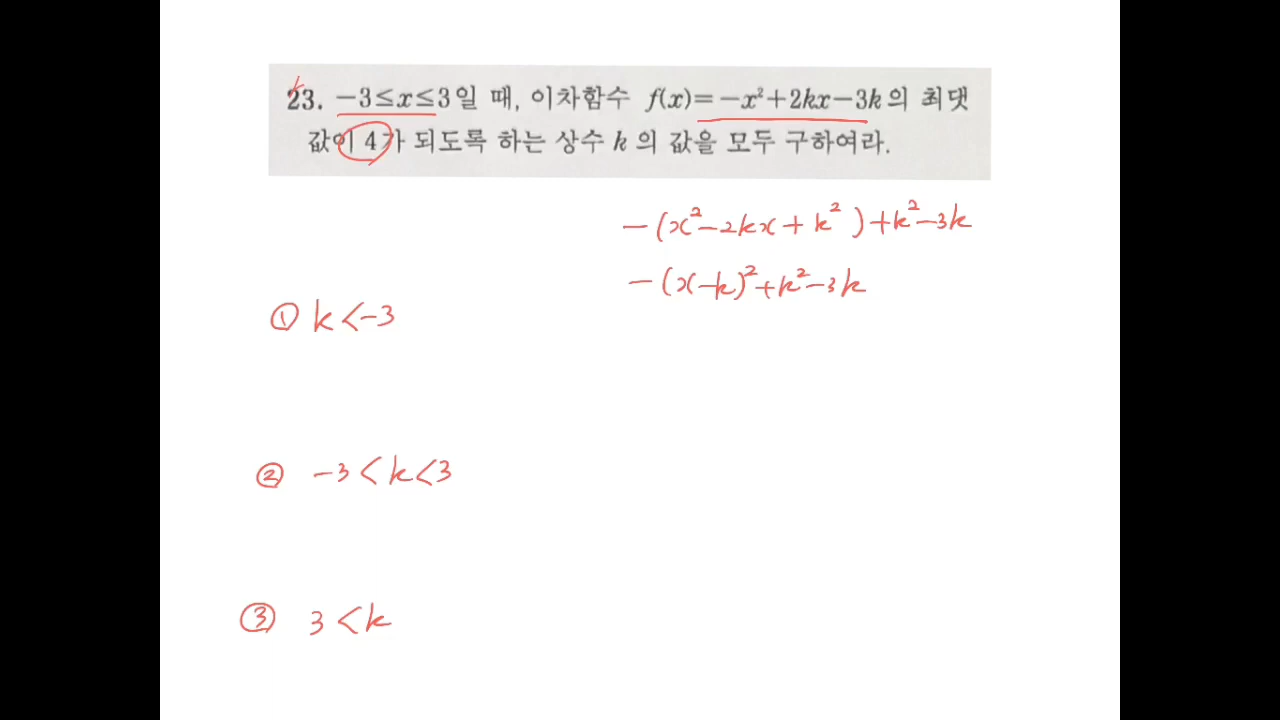 23. -3≤x≤3일 때, 이차함수 f(x)=-x²+2kx-3k의 최댓
값이 4가 되도록 하는 상수 k의 값을 모두 구하여라.
-(x²-2kx+k²)+k²-3k
-(x-k)²+k²-3k
① k<-3
② -3<k<3
③ 3<k